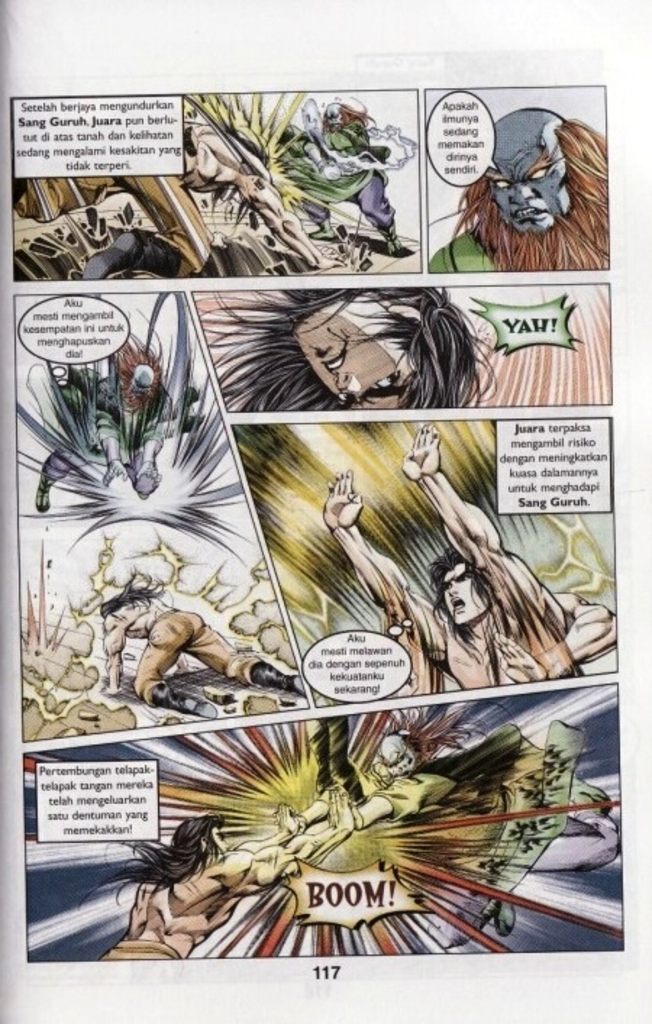 Setelah berjaya mengundurkan
Sang Guruh, Juara pun berlu-
tut di atas tanah dan kelihatan
sedang mengalami kesakitan yang
tidak terperi.
Apakah
ilmunya
sedang
memakan
dirinya
sendiri.
Aku
mesti mengambil
kesempatan ini untuk
menghapuskan
dia!
YAH!
Juara terpaksa
mengambil risiko
dengan meningkatkan
kuasa dalamannya
untuk menghadapi
Sang Guruh.
Aku
mesti melawan
dia dengan sepenuh
kekuatanku
sekarang!
Pertembungan telapak-
telapak tangan mereka
telah mengeluarkan
satu dentuman yang
memekakkan!
BOOM!
117